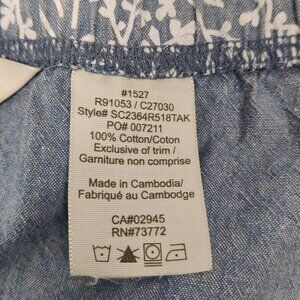 #1527
R91053 / C27030
Style# SC2364R518TAK
PO# 007211
100% Cotton/Coton
Exclusive of trim /
Garniture non comprise
Made in Cambodia/
Fabriqué au Cambodge
CA#02945
RN#73772